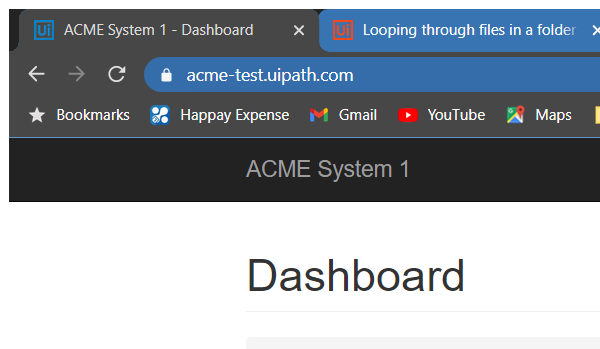 Ui ACME System 1 - Dashboard
Ui Looping through files in a folder
acme-test.uipath.com
Bookmarks Happay Expense Gmail YouTube Maps
ACME System 1
Dashboard